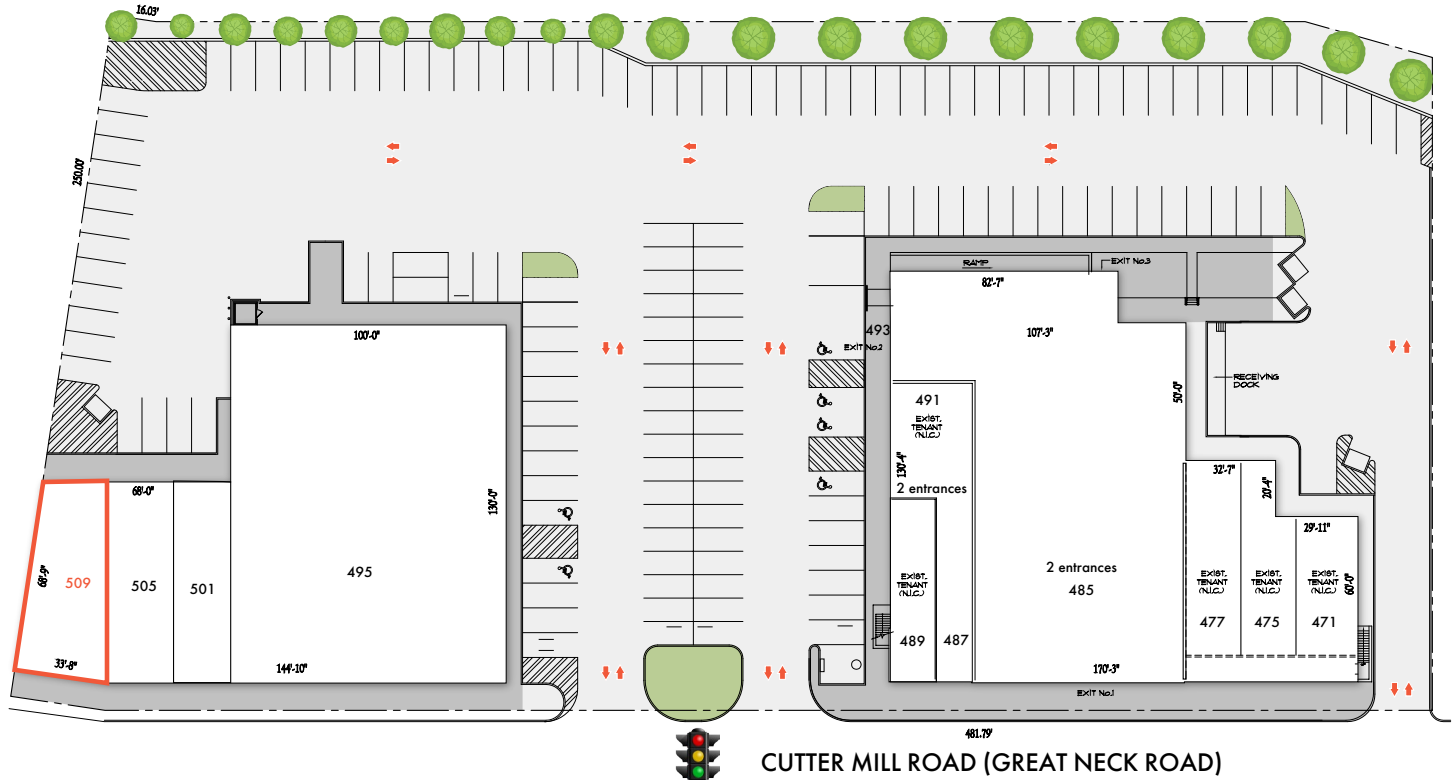 16.03'
250.00'
RAMP
EXIT No.3
82'-7"
493
EXIT No.2
100'-0"
107'-3"
RECEIVING
DOCK
50'-0"
491
EXIST.
TENANT
(N.I.C.)
130'-4"
2 entrances
32'-7"
20'-4"
29'-11"
68'-0"
130'-0"
68'-9"
509
505
501
495
2 entrances
485
EXIST.
TENANT
(N.I.C.)
489
487
EXIST.
TENANT
(N.I.C.)
477
EXIST.
TENANT
(N.I.C.)
475
EXIST.
TENANT
(N.I.C.)
471
60'-0"
33'-8"
144'-10"
170'-3"
EXIT No.1
481.79'
CUTTER MILL ROAD (GREAT NECK ROAD)